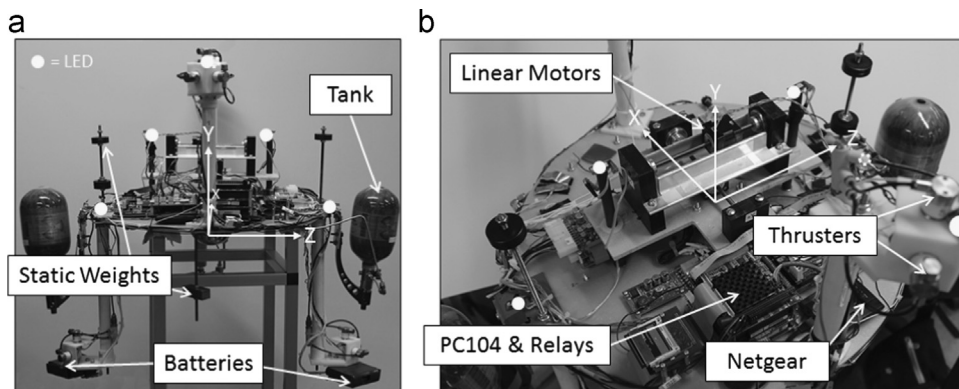 a
= LED
Tank
Y
X
Z
Static Weights
Batteries
b
Linear Motors
Y
X
Z
Thrusters
PC104 & Relays
Netgear